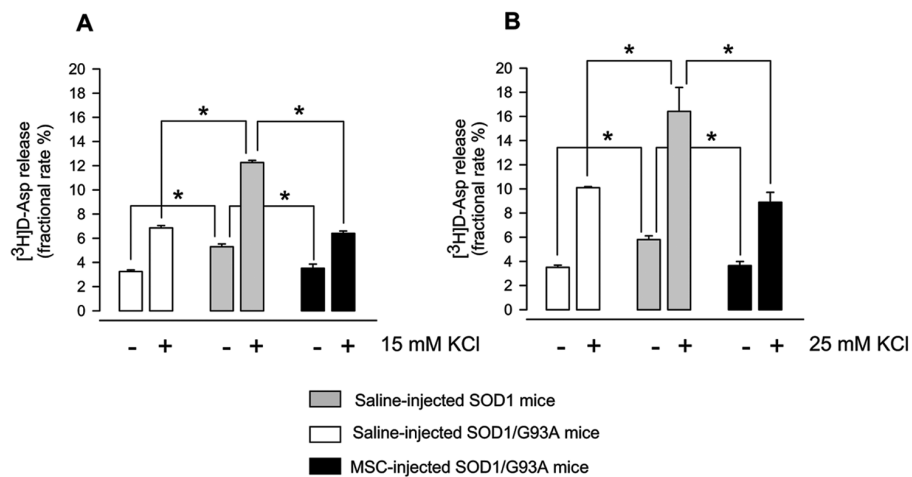 A
B
[³H]D-Asp release
(fractional rate %)
20
18
16
14
12
10
8
6
4
2
0
* * * *
- + - + - + 15 mM KCl
[³H]D-Asp release
(fractional rate %)
20
18
16
14
12
10
8
6
4
2
0
* * * *
- + - + - + 25 mM KCl
Saline-injected SOD1 mice
Saline-injected SOD1/G93A mice
MSC-injected SOD1/G93A mice